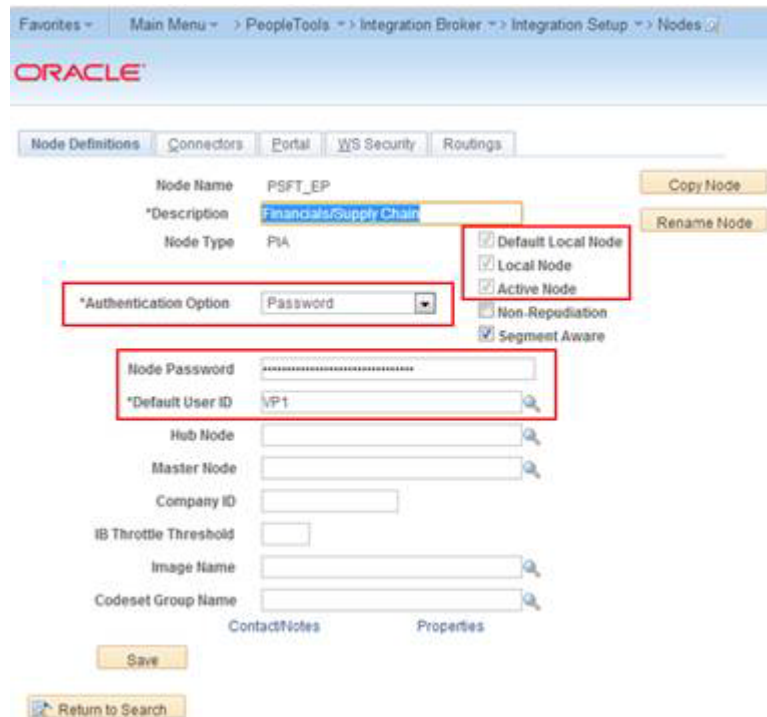 Favorites Main Menu > PeopleTools > Integration Broker > Integration Setup > Nodes
ORACLE
Node Definitions Connectors Portal WS Security Routings
Node Name PSFT_EP Copy Node
*Description Financials/Supply Chain Rename Node
Node Type PIA Default Local Node
Local Node
Active Node
*Authentication Option Password
Non-Repudiation
Segment Aware
Node Password
*Default User ID VP1
Hub Node
Master Node
Company ID
IB Throttle Threshold
Image Name
Codeset Group Name
Contact/Notes Properties
Save
Return to Search